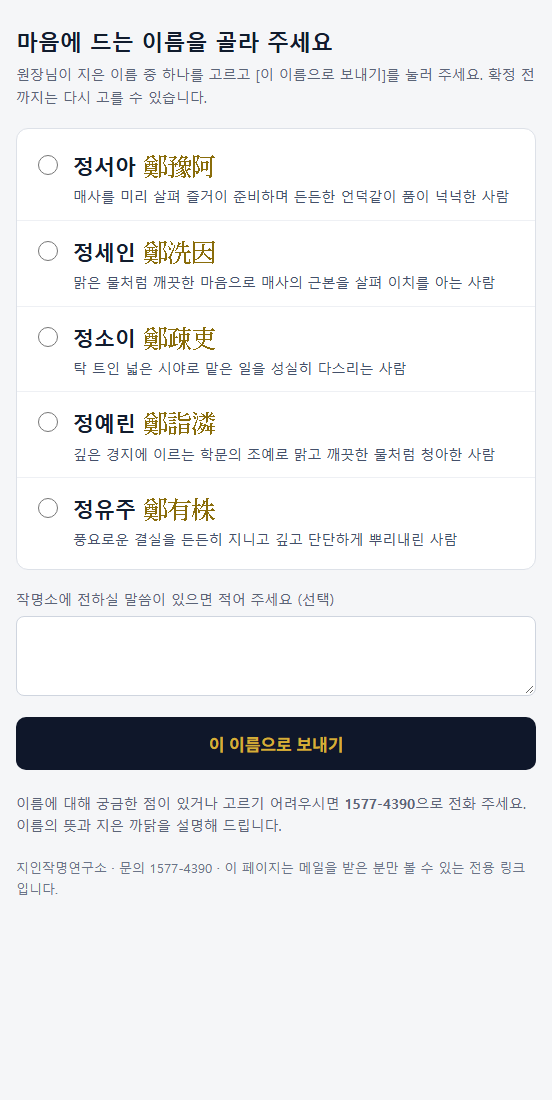 마음에 드는 이름을 골라 주세요
원장님이 지은 이름 중 하나를 고르고 [이 이름으로 보내기]를 눌러 주세요. 확정 전
까지는 다시 고를 수 있습니다.
정서아 鄭豫阿
매사를 미리 살펴 즐거이 준비하며 든든한 언덕같이 품이 넉넉한 사람
정세인 鄭洗因
맑은 물처럼 깨끗한 마음으로 매사의 근본을 살펴 이치를 아는 사람
정소이 鄭疎吏
탁 트인 넓은 시야로 맡은 일을 성실히 다스리는 사람
정예린 鄭詣潾
깊은 경지에 이르는 학문의 조예로 맑고 깨끗한 물처럼 청아한 사람
정유주 鄭有株
풍요로운 결실을 든든히 지니고 깊고 단단하게 뿌리내린 사람
작명소에 전하실 말씀이 있으면 적어 주세요 (선택)
이 이름으로 보내기
이름에 대해 궁금한 점이 있거나 고르기 어려우시면 1577-4390으로 전화 주세요.
이름의 뜻과 지은 까닭을 설명해 드립니다.
지인작명연구소 · 문의 1577-4390 · 이 페이지는 메일을 받은 분만 볼 수 있는 전용 링크
입니다.